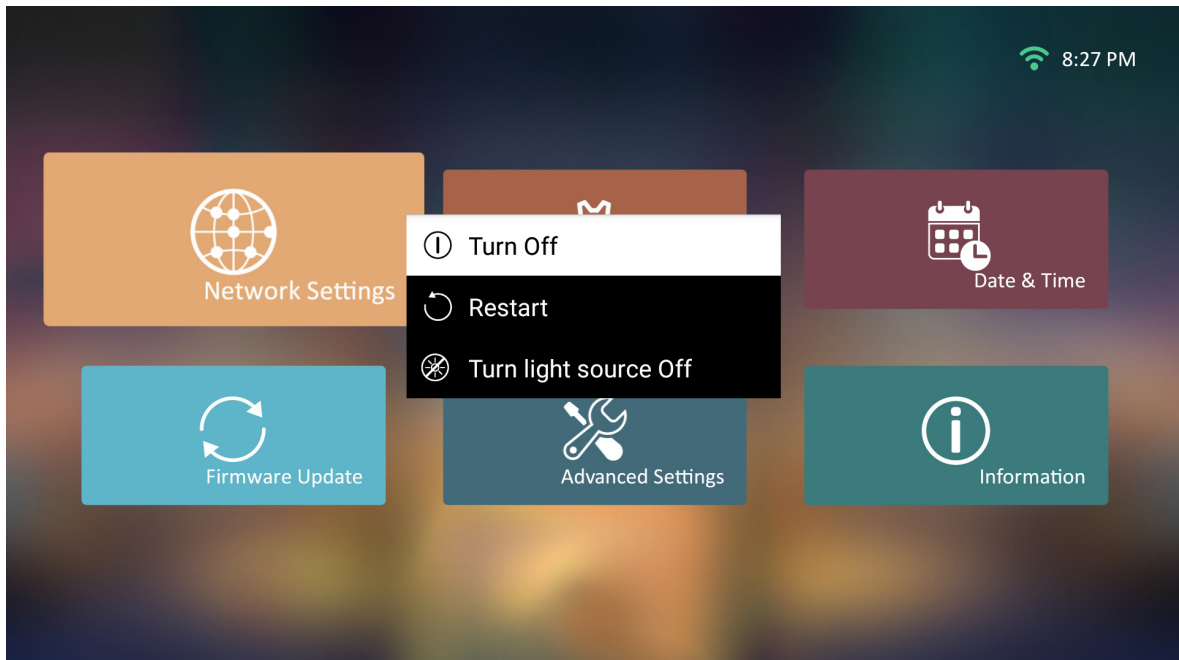 8:27 PM
Network Settings
Date & Time
Turn Off
Restart
Turn light source Off
Firmware Update
Advanced Settings
Information